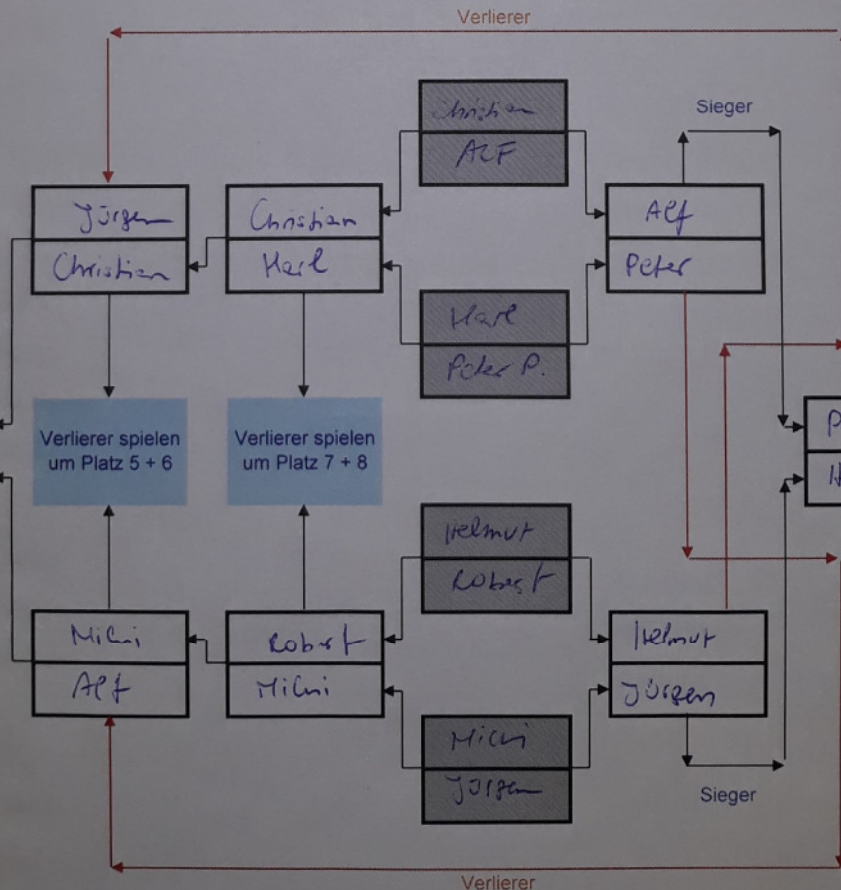 Verlierer
Christian
ALF
Sieger
Jürgen
Christian
Christian
Karl
Alf
Peter
Karl
Peter P.
Verlierer spielen
um Platz 5 + 6
Verlierer spielen
um Platz 7 + 8
P
H
Helmut
Robert
Michi
Alf
Robert
Michi
Helmut
Jürgen
Michi
Jürgen
Sieger
Verlierer